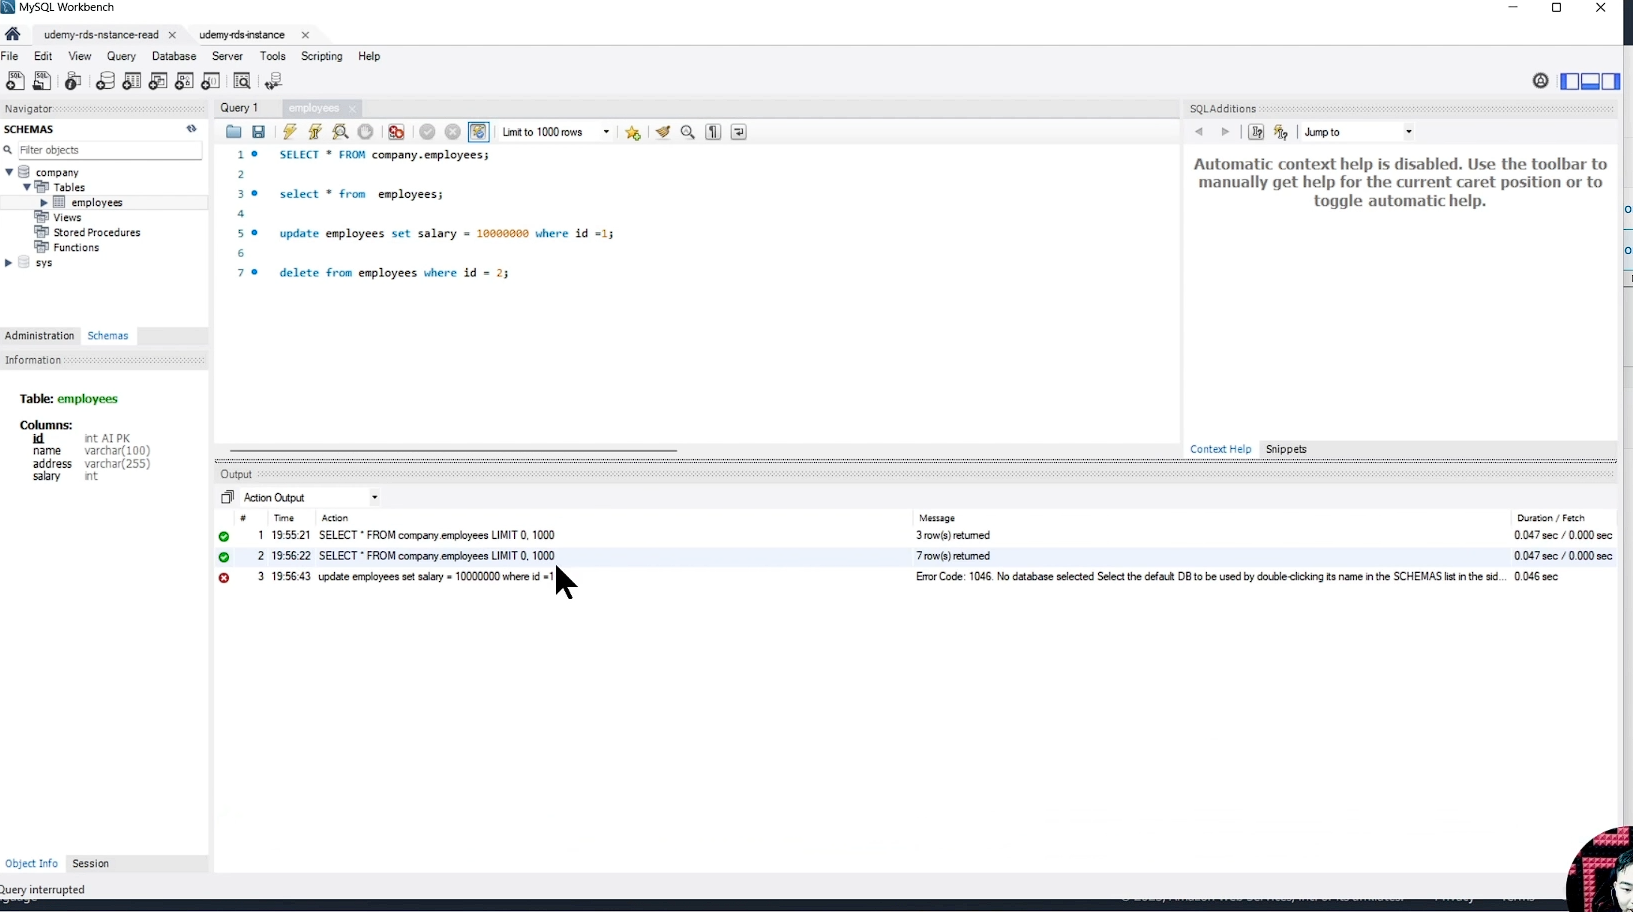 MySQL Workbench
udemy-rds-nstance-read
udemy-rds-instance
File Edit View Query Database Server Tools Scripting Help
Navigator
SCHEMAS
Filter objects
company
Tables
employees
Views
Stored Procedures
Functions
sys
Administration Schemas
Information
Table: employees
Columns:
id int AI PK
name varchar(100)
address varchar(255)
salary int
Object Info Session
Query interrupted
Query 1 employees
Limit to 1000 rows
1 SELECT * FROM company.employees;
2
3 select * from employees;
4
5 update employees set salary = 10000000 where id =1;
6
7 delete from employees where id = 2;
SQLAdditions
Jump to
Automatic context help is disabled. Use the toolbar to
manually get help for the current caret position or to
toggle automatic help.
Context Help Snippets
Output
Action Output
# Time Action Message Duration / Fetch
1 19:55:21 SELECT * FROM company.employees LIMIT 0, 1000 3 row(s) returned 0.047 sec / 0.000 sec
2 19:56:22 SELECT * FROM company.employees LIMIT 0, 1000 7 row(s) returned 0.047 sec / 0.000 sec
3 19:56:43 update employees set salary = 10000000 where id =1 Error Code: 1046. No database selected Select the default DB to be used by double-clicking its name in the SCHEMAS list in the sid... 0.046 sec